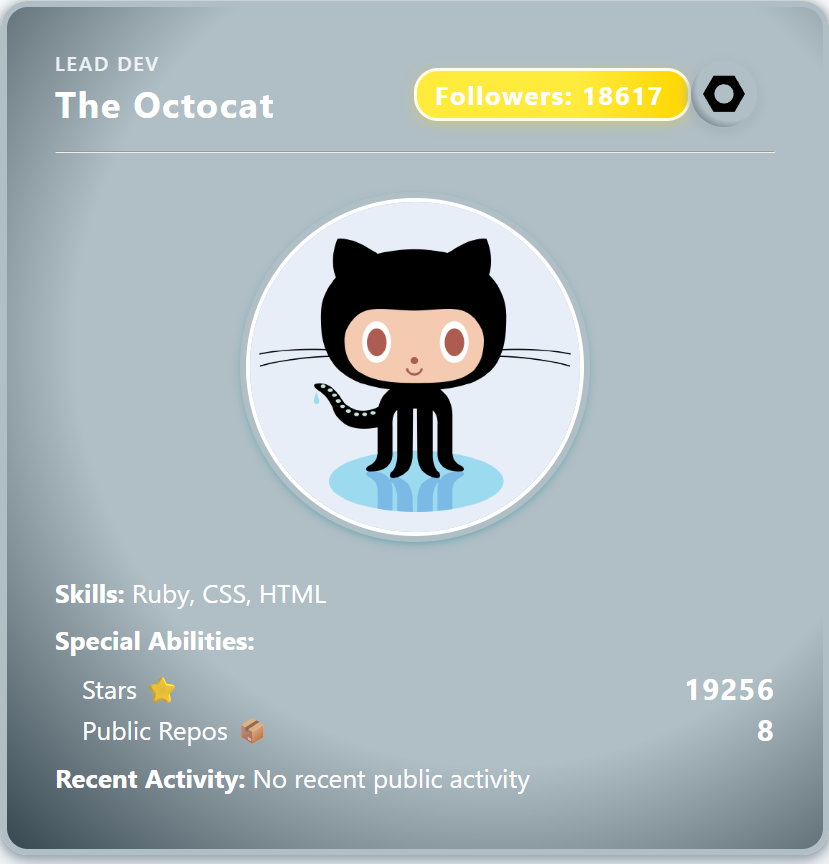 LEAD DEV
The Octocat
Followers: 18617
Skills: Ruby, CSS, HTML
Special Abilities:
Stars ⭐ 19256
Public Repos 📦 8
Recent Activity: No recent public activity